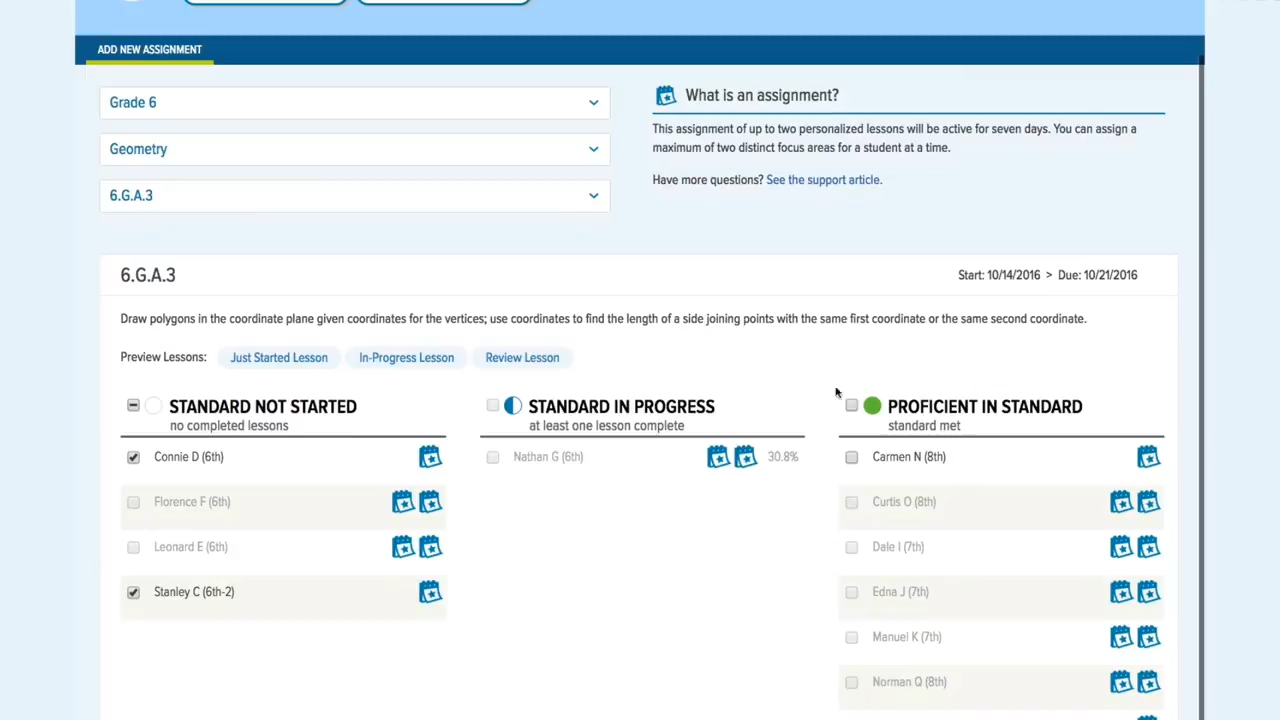 ADD NEW ASSIGNMENT
Grade 6
Geometry
6.G.A.3
What is an assignment?
This assignment of up to two personalized lessons will be active for seven days. You can assign a
maximum of two distinct focus areas for a student at a time.
Have more questions? See the support article.
6.G.A.3
Start: 10/14/2016 > Due: 10/21/2016
Draw polygons in the coordinate plane given coordinates for the vertices; use coordinates to find the length of a side joining points with the same first coordinate or the same second coordinate.
Preview Lessons: Just Started Lesson In-Progress Lesson Review Lesson
STANDARD NOT STARTED
no completed lessons
Connie D (6th)
Florence F (6th)
Leonard E (6th)
Stanley C (6th-2)
STANDARD IN PROGRESS
at least one lesson complete
Nathan G (6th) 30.8%
PROFICIENT IN STANDARD
standard met
Carmen N (8th)
Curtis O (8th)
Dale I (7th)
Edna J (7th)
Manuel K (7th)
Norman Q (8th)